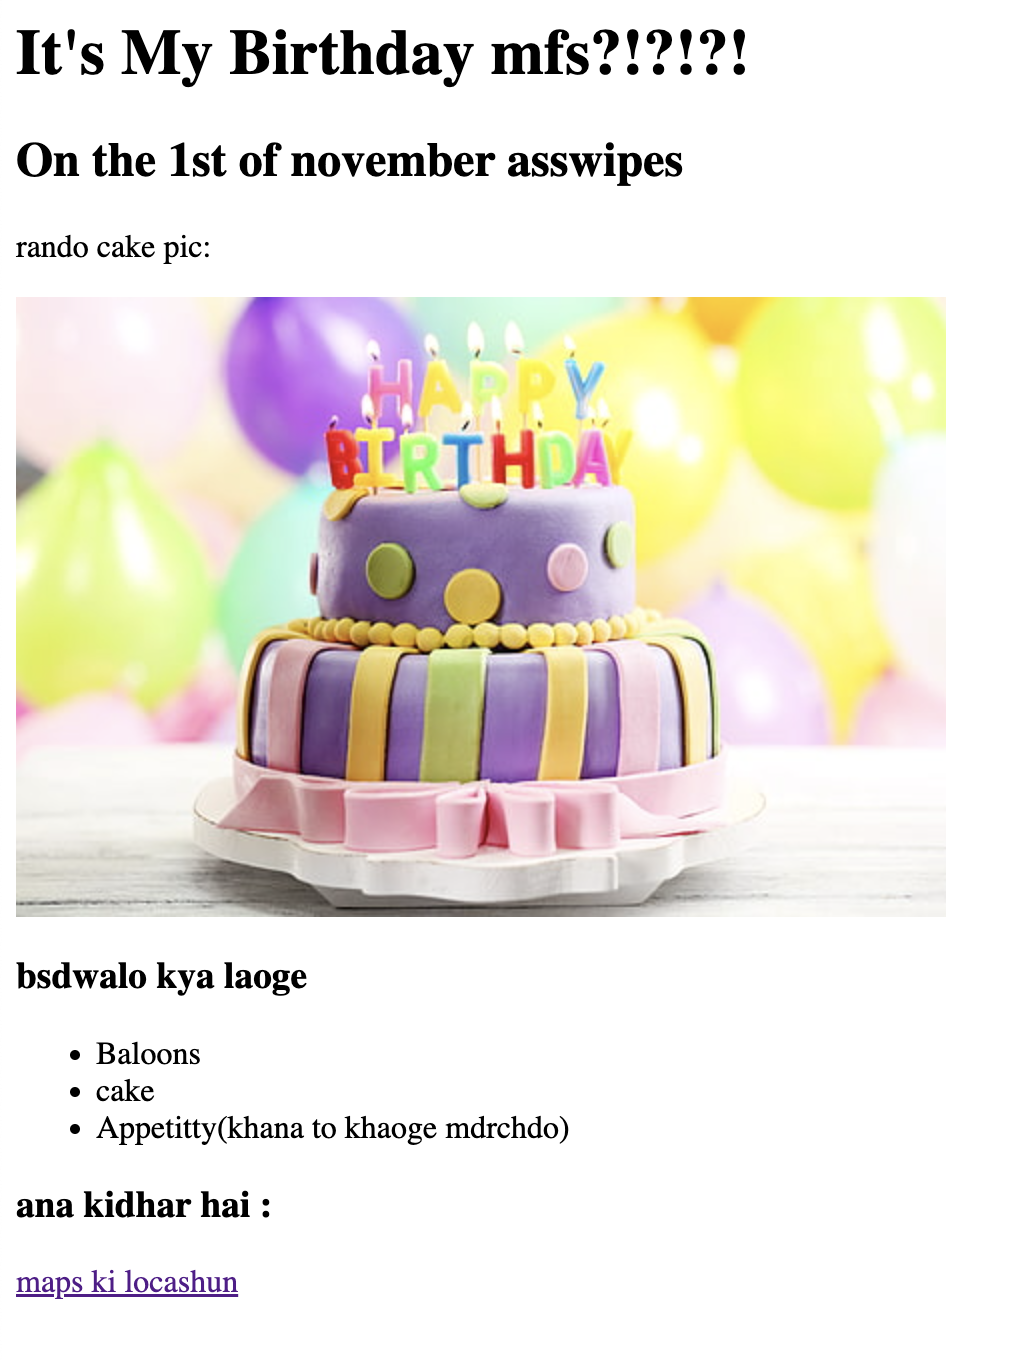 It's My Birthday mfs?!?!?!
On the 1st of november asswipes
rando cake pic:
HAPPY
BIRTHDAY
bsdwalo kya laoge
Baloons
cake
Appetitty(khana to khaoge mdrchdo)
ana kidhar hai :
maps ki locashun